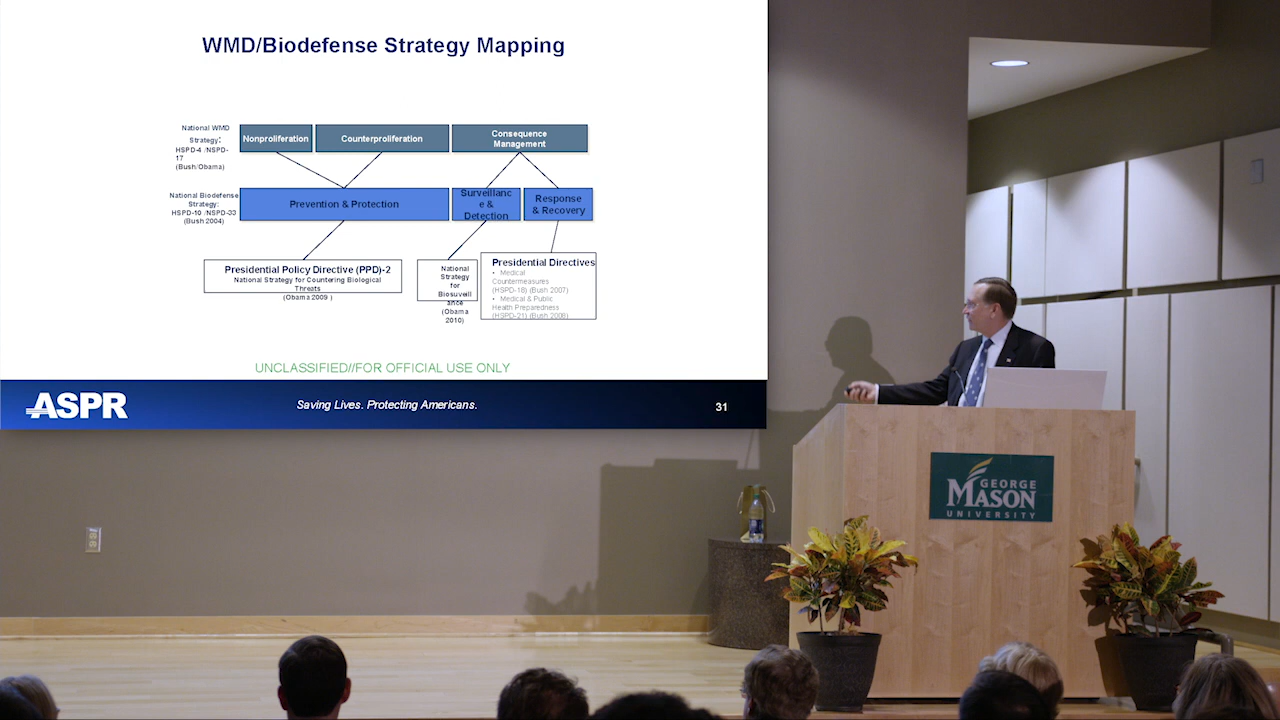 WMD/Biodefense Strategy Mapping
National WMD
Strategy:
HSPD-4 /NSPD-
17
(Bush/Obama)
Nonproliferation
Counterproliferation
Consequence
Management
National Biodefense
Strategy:
HSPD-10 /NSPD-33
(Bush 2004)
Prevention & Protection
Surveillanc
e &
Detection
Response
& Recovery
Presidential Policy Directive (PPD)-2
National Strategy for Countering Biological
Threats
(Obama 2009 )
National
Strategy
for
Biosuveill
ance
(Obama
2010)
Presidential Directives
• Medical
Countermeasures
(HSPD-18) (Bush 2007)
• Medical & Public
Health Preparedness
(HSPD-21) (Bush 2008)
UNCLASSIFIED//FOR OFFICIAL USE ONLY
ASPR
Saving Lives. Protecting Americans.
31
GEORGE
MASON
UNIVERSITY